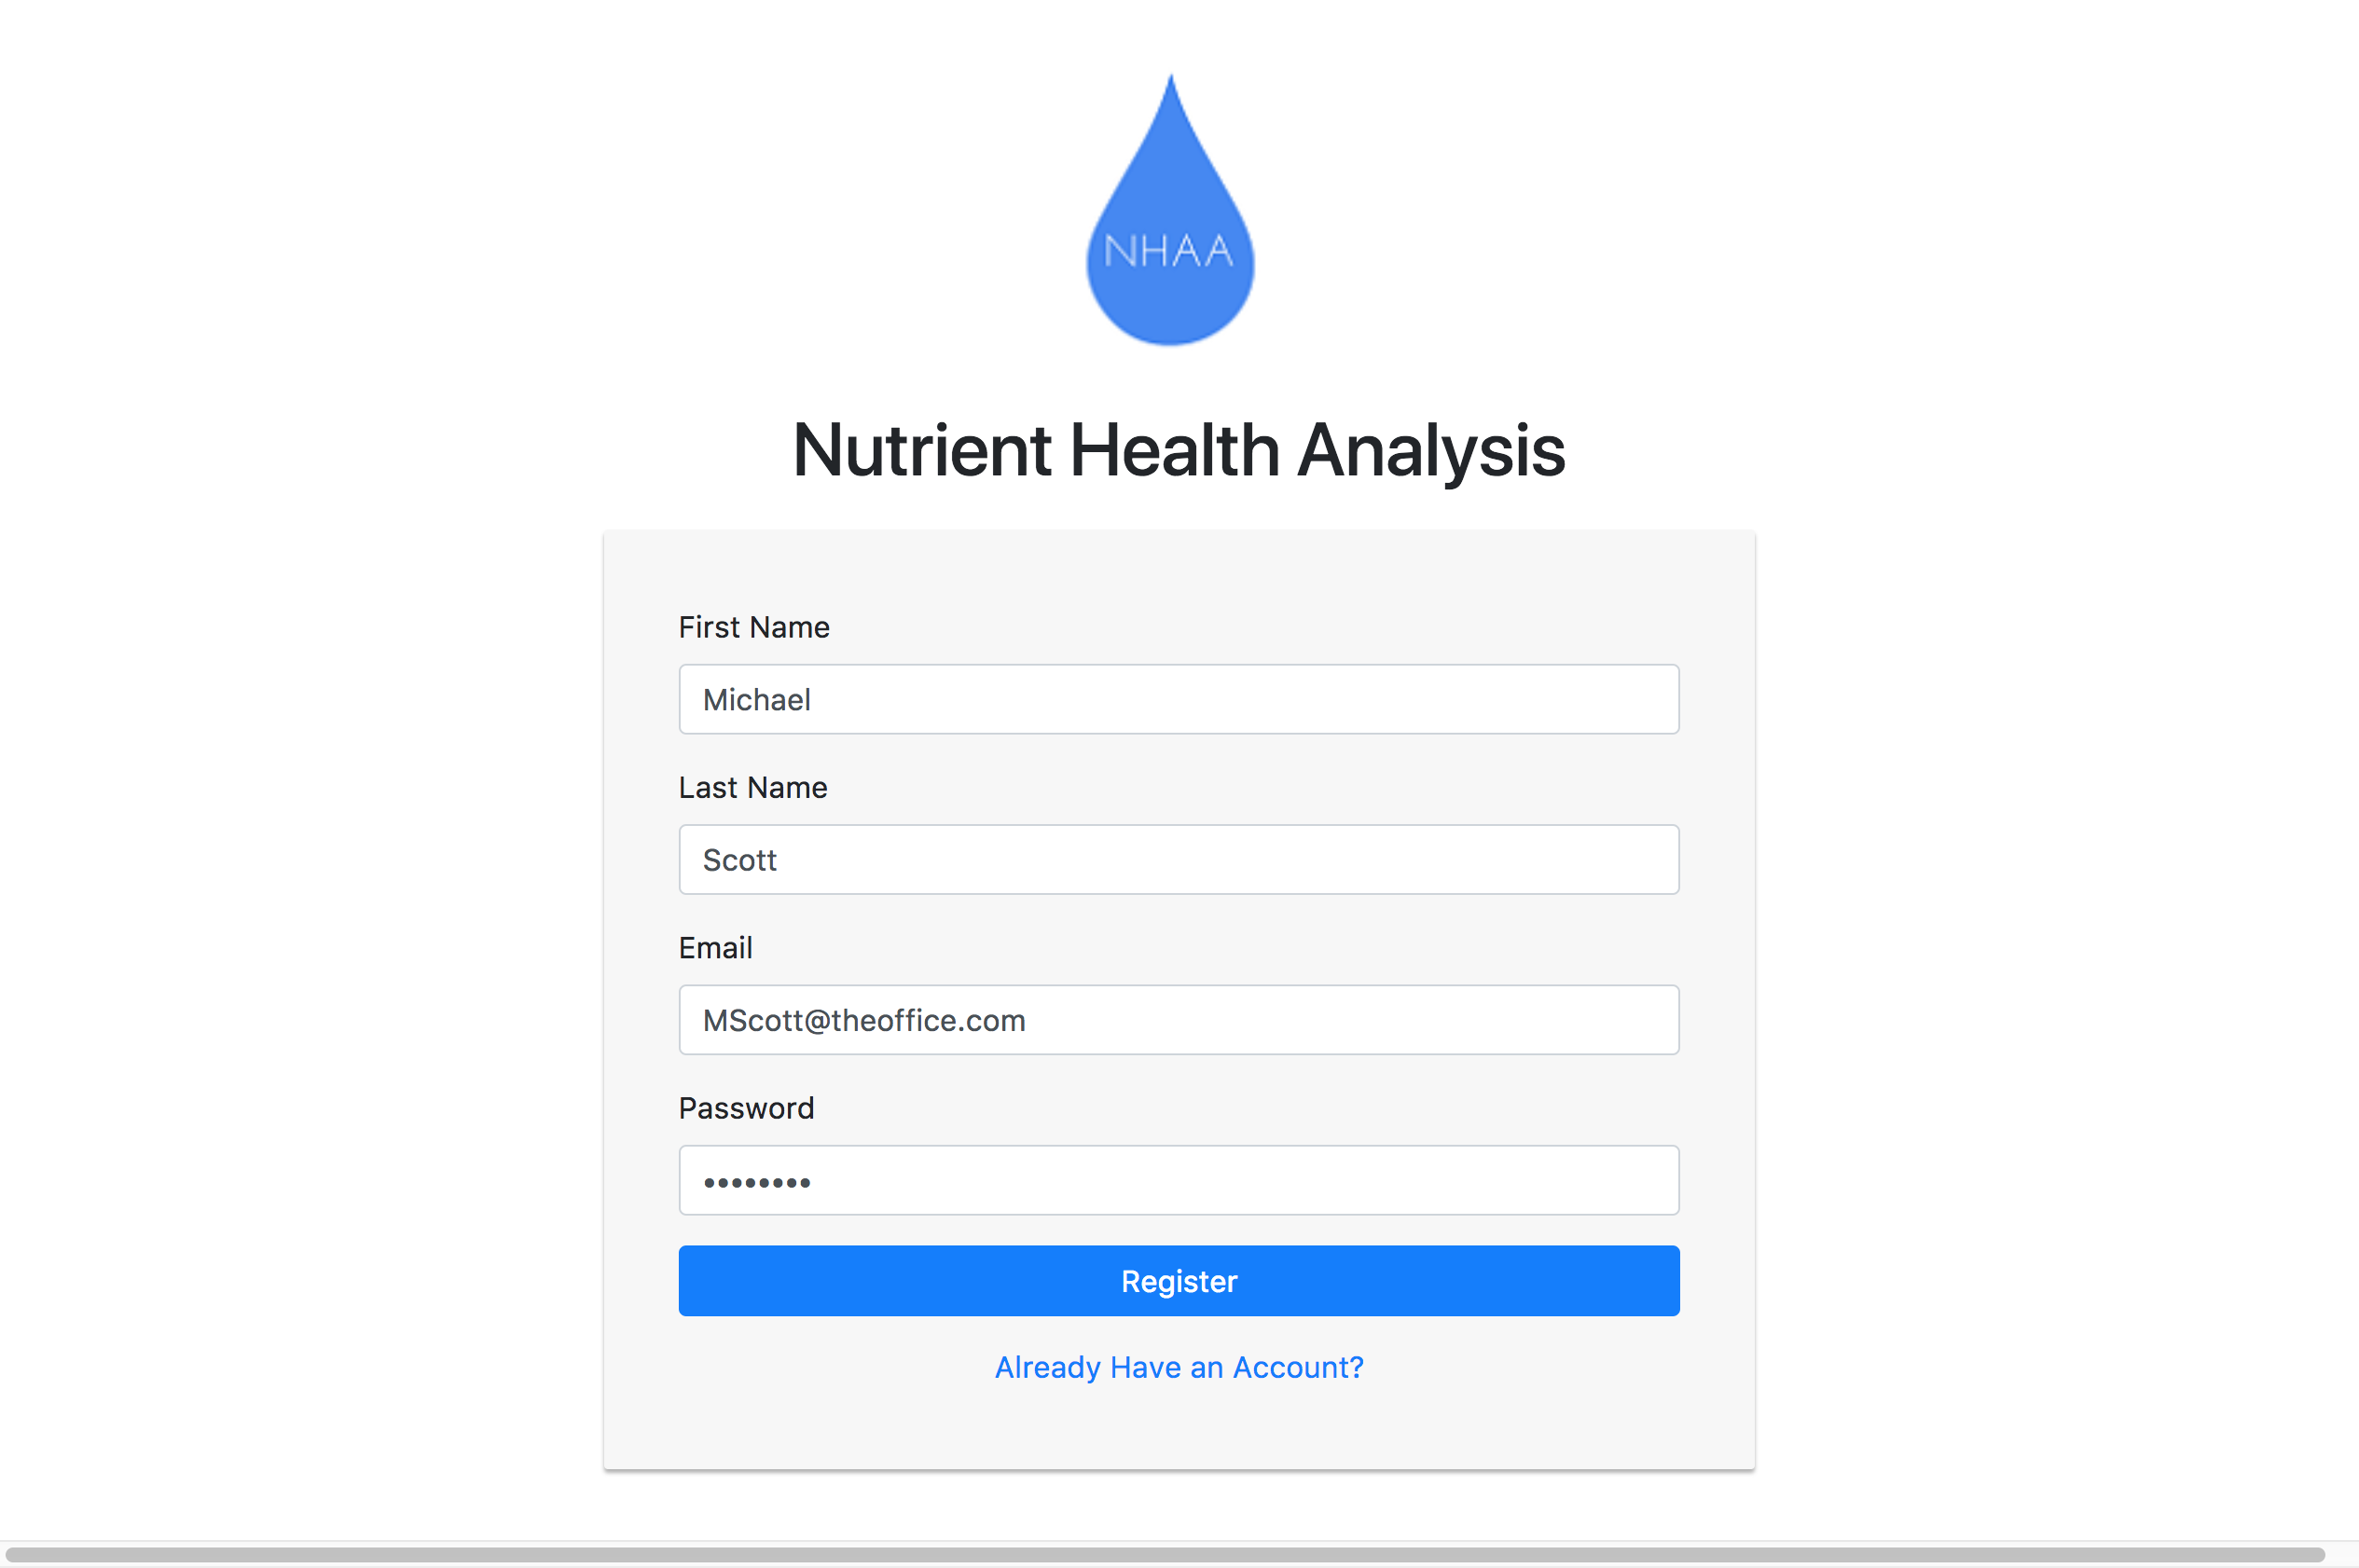 NHAA
Nutrient Health Analysis
First Name
Michael
Last Name
Scott
Email
MScott@theoffice.com
Password
••••••••
Register
Already Have an Account?